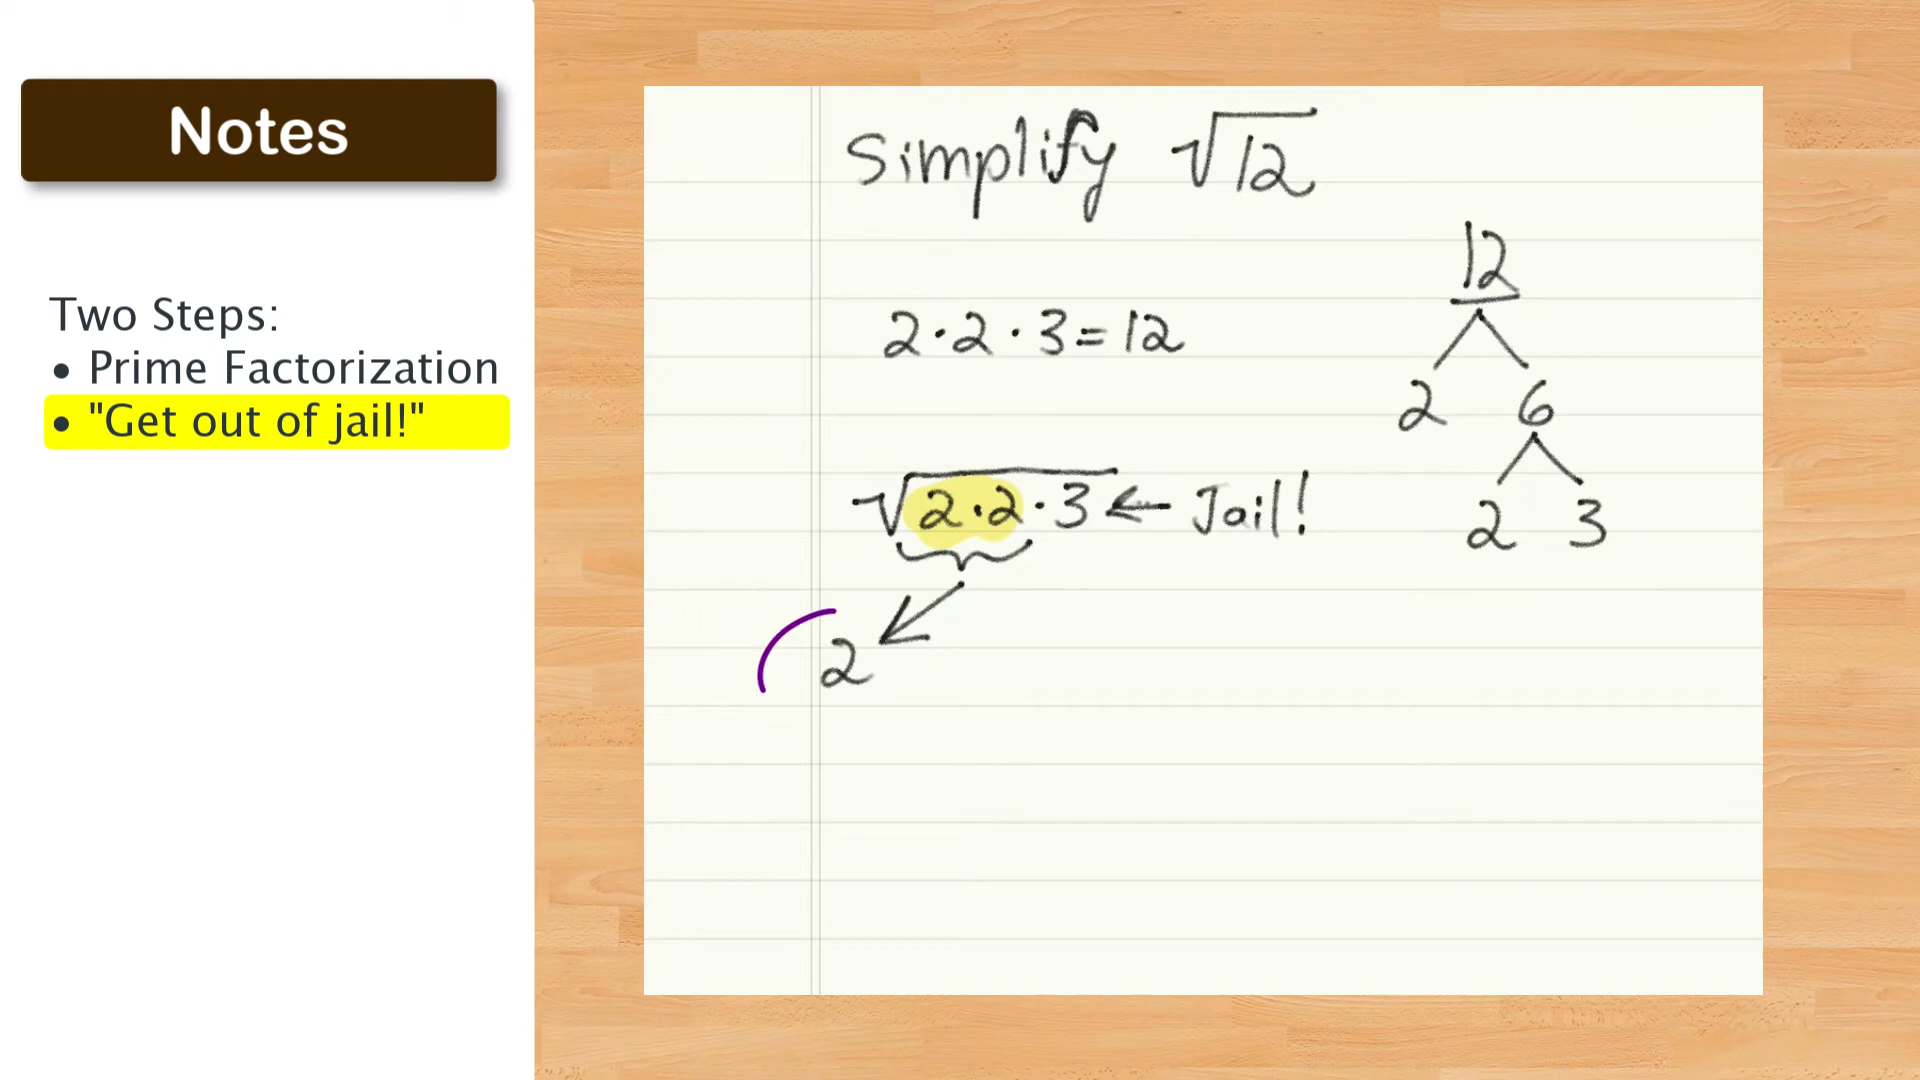 Notes
Two Steps:
• Prime Factorization
• "Get out of jail!"
Simplify √12
12
2·2·3=12
2 6
√2·2·3 ← Jail!
2 3
2